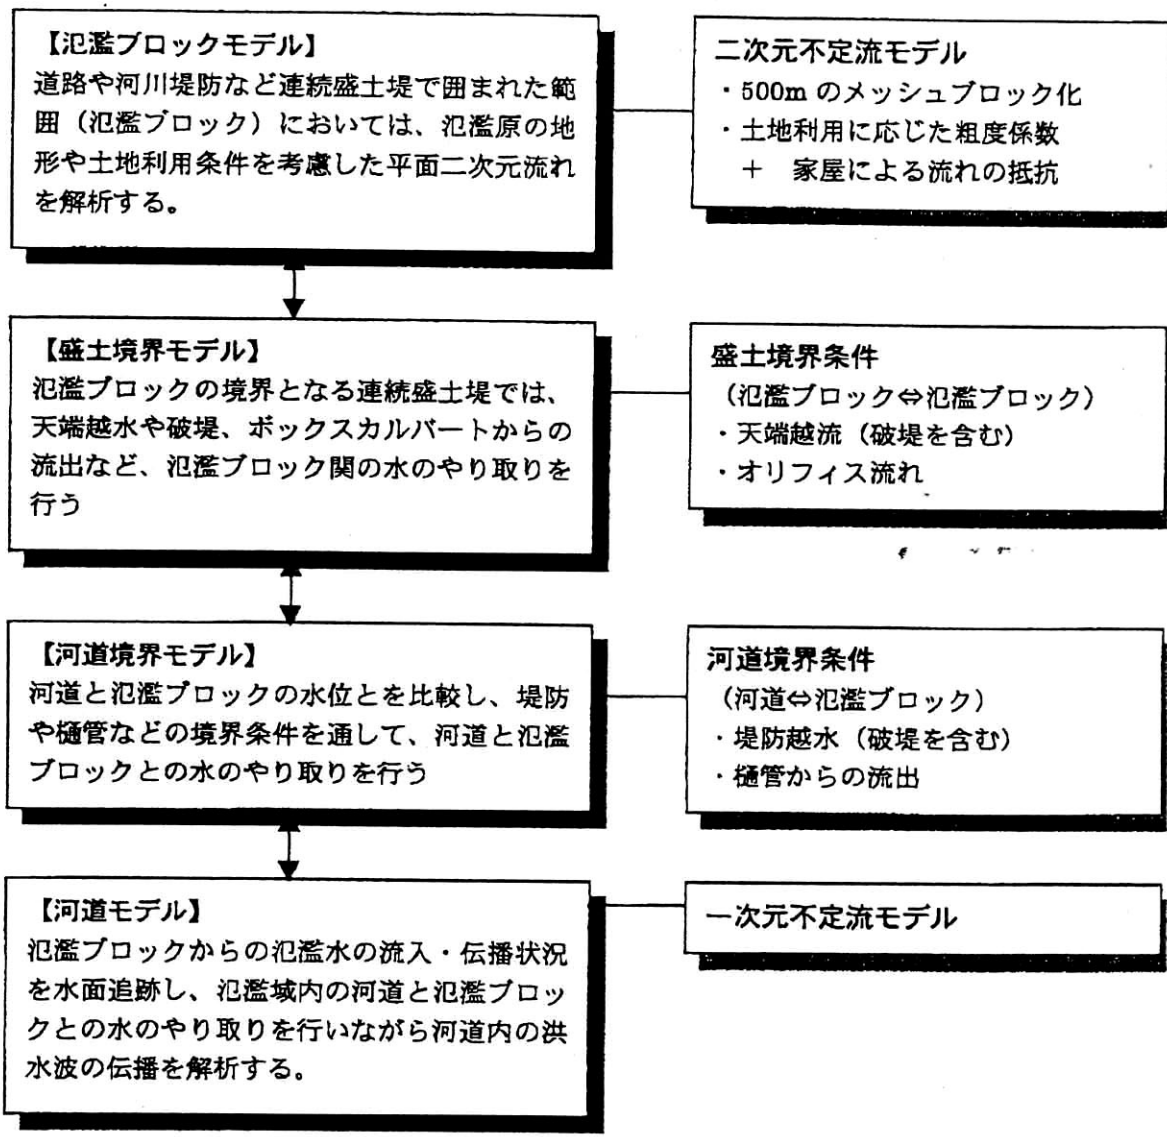 【氾濫ブロックモデル】
道路や河川堤防など連続盛土堤で囲まれた範
囲（氾濫ブロック）においては、氾濫原の地
形や土地利用条件を考慮した平面二次元流れ
を解析する。
二次元不定流モデル
・500m のメッシュブロック化
・土地利用に応じた粗度係数
＋　家屋による流れの抵抗
【盛土境界モデル】
氾濫ブロックの境界となる連続盛土堤では、
天端越水や破堤、ボックスカルバートからの
流出など、氾濫ブロック関の水のやり取りを
行う
盛土境界条件
（氾濫ブロック⇔氾濫ブロック）
・天端越流（破堤を含む）
・オリフィス流れ
【河道境界モデル】
河道と氾濫ブロックの水位とを比較し、堤防
や樋管などの境界条件を通して、河道と氾濫
ブロックとの水のやり取りを行う
河道境界条件
（河道⇔氾濫ブロック）
・堤防越水（破堤を含む）
・樋管からの流出
【河道モデル】
氾濫ブロックからの氾濫水の流入・伝播状況
を水面追跡し、氾濫域内の河道と氾濫ブロッ
クとの水のやり取りを行いながら河道内の洪
水波の伝播を解析する。
一次元不定流モデル